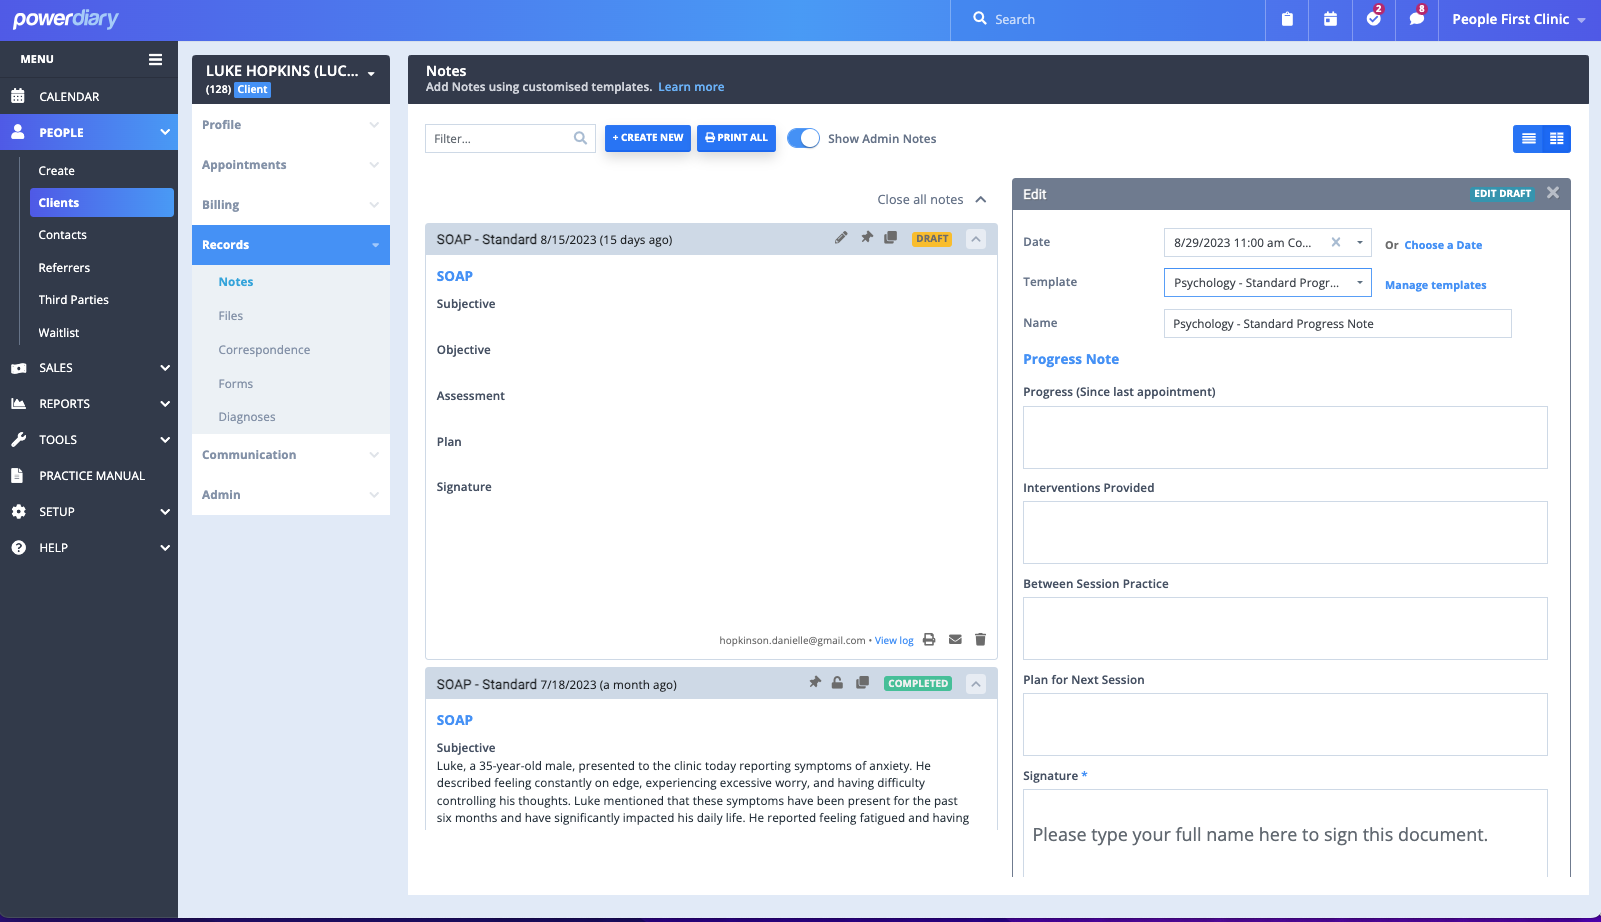 powerdiary
Search
2
8
People First Clinic
MENU
CALENDAR
PEOPLE
Create
Clients
Contacts
Referrers
Third Parties
Waitlist
SALES
REPORTS
TOOLS
PRACTICE MANUAL
SETUP
HELP
LUKE HOPKINS (LUC...
(128) Client
Profile
Appointments
Billing
Records
Notes
Files
Correspondence
Forms
Diagnoses
Communication
Admin
Notes
Add Notes using customised templates. Learn more
Filter...
+ CREATE NEW
PRINT ALL
Show Admin Notes
Close all notes
SOAP - Standard 8/15/2023 (15 days ago)
DRAFT
SOAP
Subjective
Objective
Assessment
Plan
Signature
hopkinson.danielle@gmail.com • View log
SOAP - Standard 7/18/2023 (a month ago)
COMPLETED
SOAP
Subjective
Luke, a 35-year-old male, presented to the clinic today reporting symptoms of anxiety. He
described feeling constantly on edge, experiencing excessive worry, and having difficulty
controlling his thoughts. Luke mentioned that these symptoms have been present for the past
six months and have significantly impacted his daily life. He reported feeling fatigued and having
Edit
EDIT DRAFT
Date
8/29/2023 11:00 am Co...
Or Choose a Date
Template
Psychology - Standard Progr...
Manage templates
Name
Psychology - Standard Progress Note
Progress Note
Progress (Since last appointment)
Interventions Provided
Between Session Practice
Plan for Next Session
Signature *
Please type your full name here to sign this document.